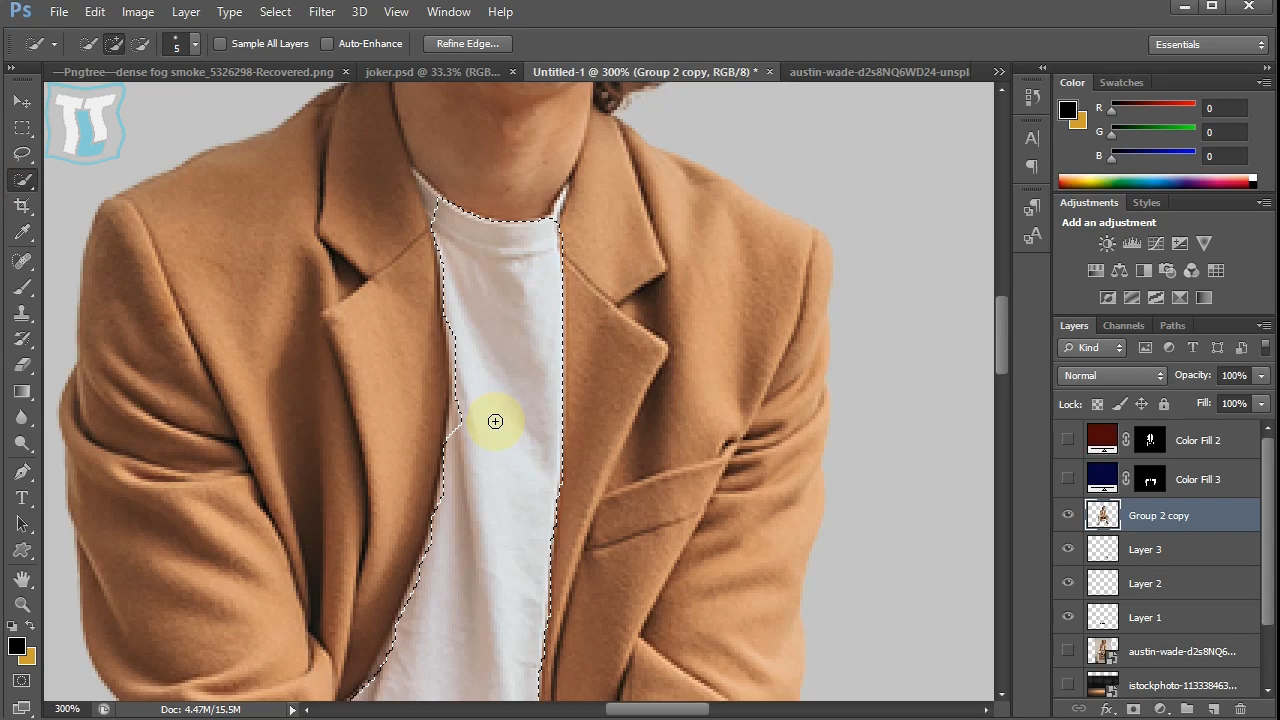 Ps File Edit Image Layer Type Select Filter 3D View Window Help
5 Sample All Layers Auto-Enhance Refine Edge... Essentials
—Pngtree—dense fog smoke_5326298-Recovered.png × joker.psd @ 33.3% (RGB... × Untitled-1 @ 300% (Group 2 copy, RGB/8) * × austin-wade-d2s8NQ6WD24-unspl
Color Swatches
R 0
G 0
B 0
Adjustments Styles
Add an adjustment
Layers Channels Paths
Kind
Normal Opacity: 100%
Lock: Fill: 100%
Color Fill 2
Color Fill 3
Group 2 copy
Layer 3
Layer 2
Layer 1
austin-wade-d2s8NQ6...
istockphoto-113338463...
300% Doc: 4.47M/15.5M